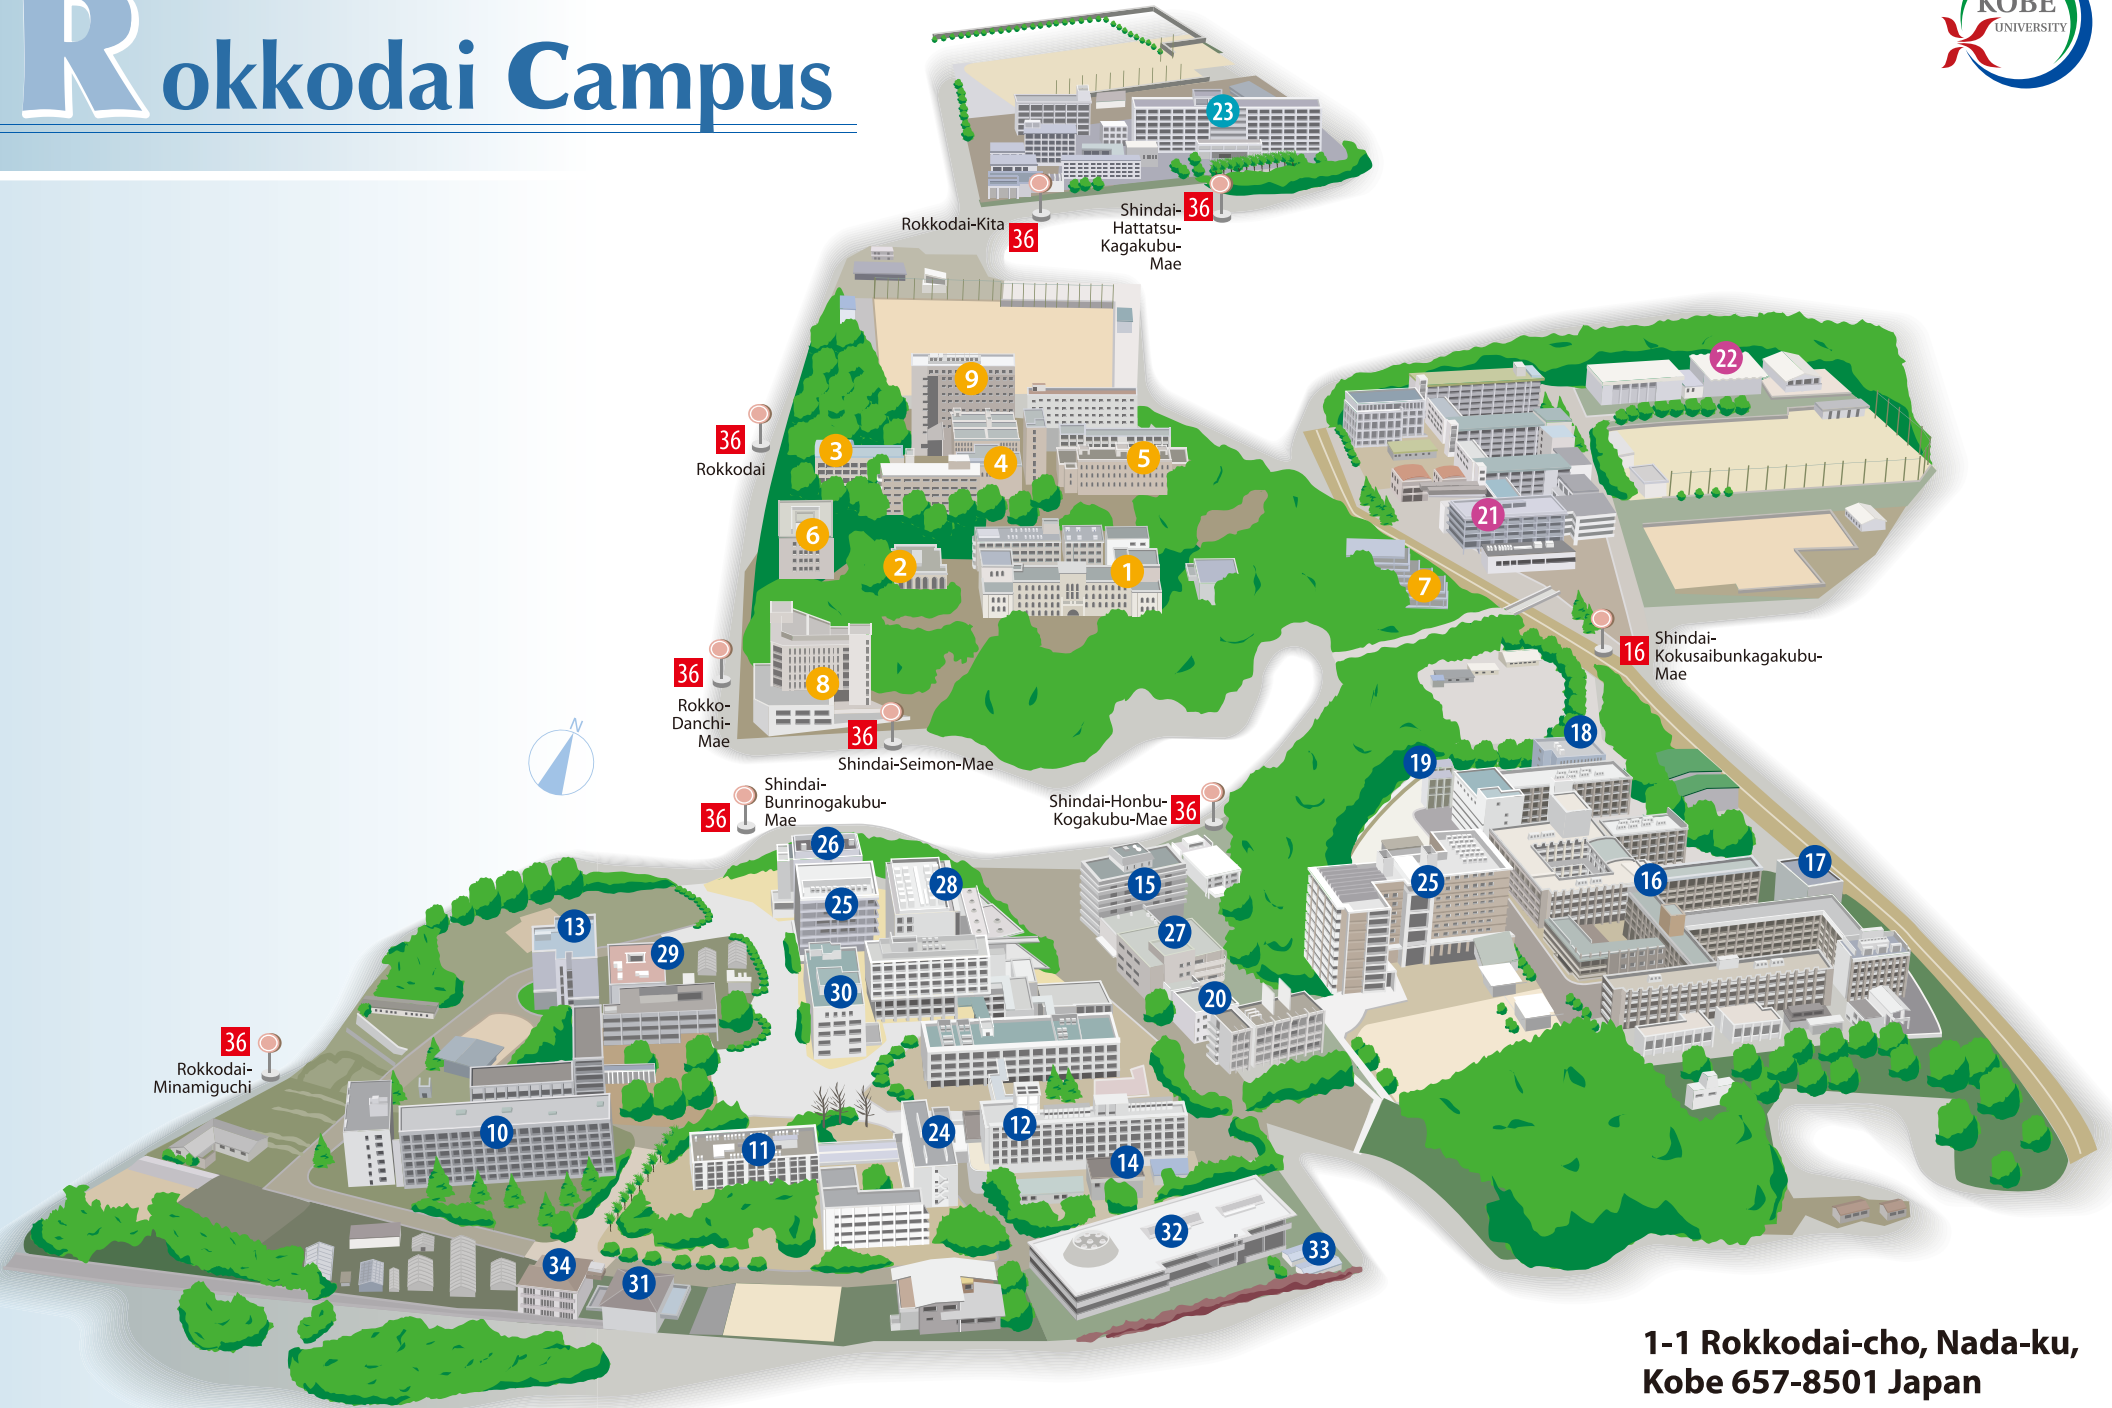 Rokkodai Campus
KOBE
UNIVERSITY
23
Rokkodai-Kita
36
Shindai-
Hattatsu-
Kagakubu-
Mae
36
9
3
4
5
6
2
1
7
8
36
Rokkodai
22
21
16
Shindai-
Kokusaibunkagakubu-
Mae
36
Rokko-
Danchi-
Mae
36
Shindai-Seimon-Mae
N
36
Shindai-
Bunrinogakubu-
Mae
Shindai-Honbu-
Kogakubu-Mae
36
18
19
26
25
28
15
25
16
17
13
29
30
27
20
36
Rokkodai-
Minamiguchi
10
11
24
12
14
32
33
34
31
1-1 Rokkodai-cho, Nada-ku,
Kobe 657-8501 Japan